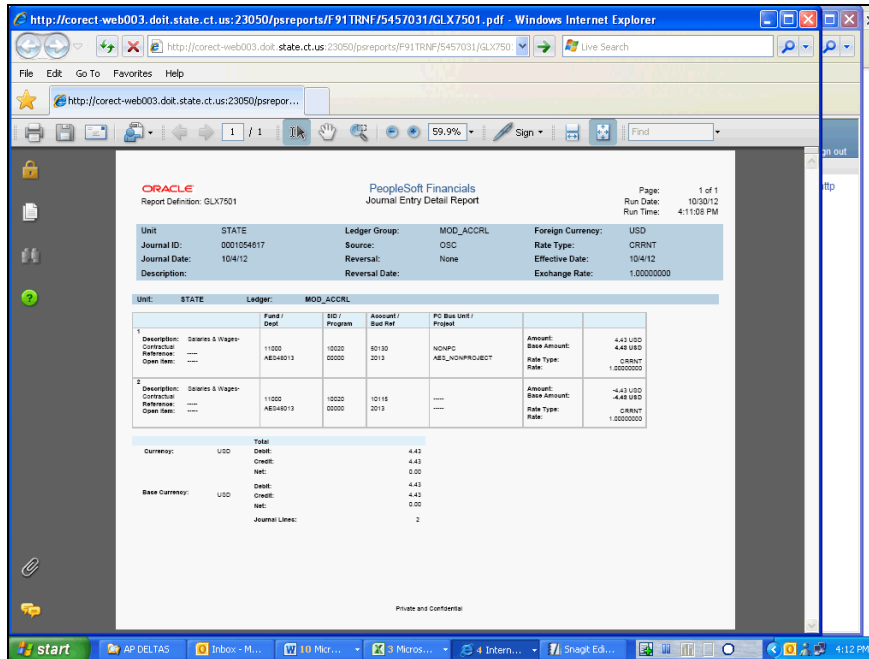 http://corect-web003.doit.state.ct.us:23050/psreports/F91TRNF/5457031/GLX7501.pdf - Windows Internet Explorer
http://corect-web003.doit.state.ct.us:23050/psreports/F91TRNF/5457031/GLX750: Live Search
File Edit Go To Favorites Help
http://corect-web003.doit.state.ct.us:23050/psrepor...
1 / 1 59.9% Sign Find
gn out
ttp
ORACLE PeopleSoft Financials Page: 1 of 1
Report Definition: GLX7501 Journal Entry Detail Report Run Date: 10/30/12
Run Time: 4:11:08 PM
Unit STATE Ledger Group: MOD_ACCRL Foreign Currency: USD
Journal ID: 0001054617 Source: OSC Rate Type: CRRNT
Journal Date: 10/4/12 Reversal: None Effective Date: 10/4/12
Description: Reversal Date: Exchange Rate: 1.00000000
Unit: STATE Ledger: MOD_ACCRL
Fund / SID / Account / PC Bus Unit /
Dept Program Bud Ref Project
1
Description: Salaries & Wages- Amount: 4.43 USD
Contractual 11000 10020 50130 NONPC Base Amount: 4.43 USD
Reference: -----
Open Item: ----- AES48013 00000 2013 AES_NONPROJECT Rate Type: CRRNT
Rate: 1.00000000
2
Description: Salaries & Wages- Amount: -4.43 USD
Contractual 11000 10020 10115 ----- Base Amount: -4.43 USD
Reference: -----
Open Item: ----- AES48013 00000 2013 ----- Rate Type: CRRNT
Rate: 1.00000000
Total
Currency: USD Debit: 4.43
Credit: 4.43
Net: 0.00
Debit: 4.43
Base Currency: USD Credit: 4.43
Net: 0.00
Journal Lines: 2
Private and Confidential
start AP DELTAS Inbox - M... 10 Micr... 3 Micros... 4 Intern... Snagit Edi... 4:12 PM